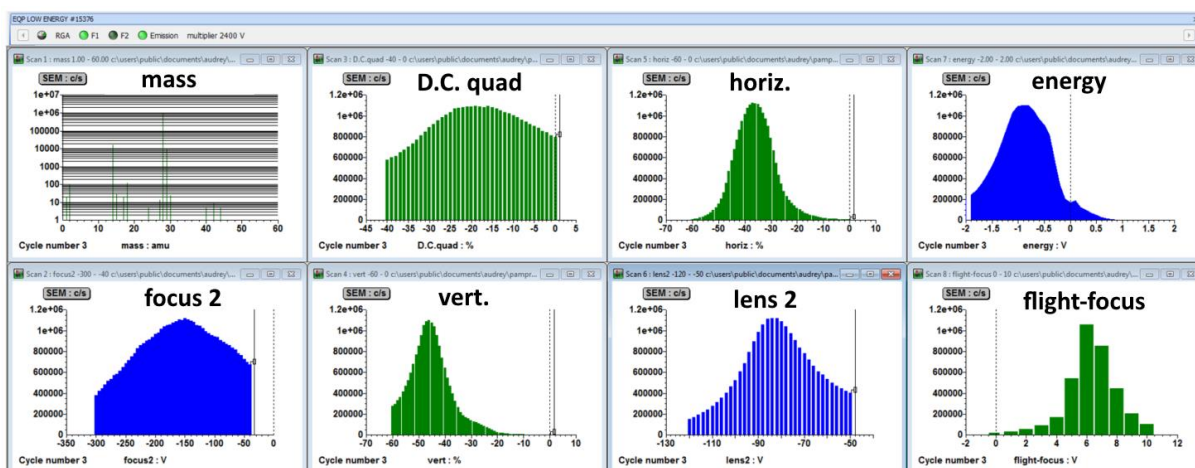 EQP LOW ENERGY #15376
RGA F1 F2 Emission multiplier 2400 V
Scan 1 : mass 1.00 - 60.00 c:\users\public\documents\audrey\...
SEM : c/s
mass
1e+07
1e+06
100000
10000
1000
100
10
1
0 10 20 30 40 50 60
Cycle number 3 mass : amu
Scan 3 : D.C.quad -40 - 0 c:\users\public\documents\audrey\p...
SEM : c/s
D.C. quad
1.2e+06
1e+06
800000
600000
400000
200000
0
-45 -40 -35 -30 -25 -20 -15 -10 -5 0 5
Cycle number 3 D.C.quad : %
Scan 5 : horiz -60 - 0 c:\users\public\documents\audrey\pamp...
SEM : c/s
horiz.
1.2e+06
1e+06
800000
600000
400000
200000
0
-70 -60 -50 -40 -30 -20 -10 0 10
Cycle number 3 horiz : %
Scan 7 : energy -2.00 - 2.00 c:\users\public\documents\audre...
SEM : c/s
energy
1.2e+06
1e+06
800000
600000
400000
200000
0
-2 -1.5 -1 -0.5 0 0.5 1 1.5 2
Cycle number 3 energy : V
Scan 2 : focus2 -300 - -40 c:\users\public\documents\audrey\...
SEM : c/s
focus 2
1.2e+06
1e+06
800000
600000
400000
200000
0
-350 -300 -250 -200 -150 -100 -50 0
Cycle number 3 focus2 : V
Scan 4 : vert -60 - 0 c:\users\public\documents\audrey\pampr...
SEM : c/s
vert.
1.2e+06
1e+06
800000
600000
400000
200000
0
-70 -60 -50 -40 -30 -20 -10 0 10
Cycle number 3 vert : %
Scan 6 : lens2 -120 - -50 c:\users\public\documents\audrey\pa...
SEM : c/s
lens 2
1.2e+06
1e+06
800000
600000
400000
200000
0
-130 -110 -90 -70 -50
Cycle number 3 lens2 : V
Scan 8 : flight-focus 0 - 10 c:\users\public\documents\audrey\...
SEM : c/s
flight-focus
1.2e+06
1e+06
800000
600000
400000
200000
0
-2 0 2 4 6 8 10 12
Cycle number 3 flight-focus : V